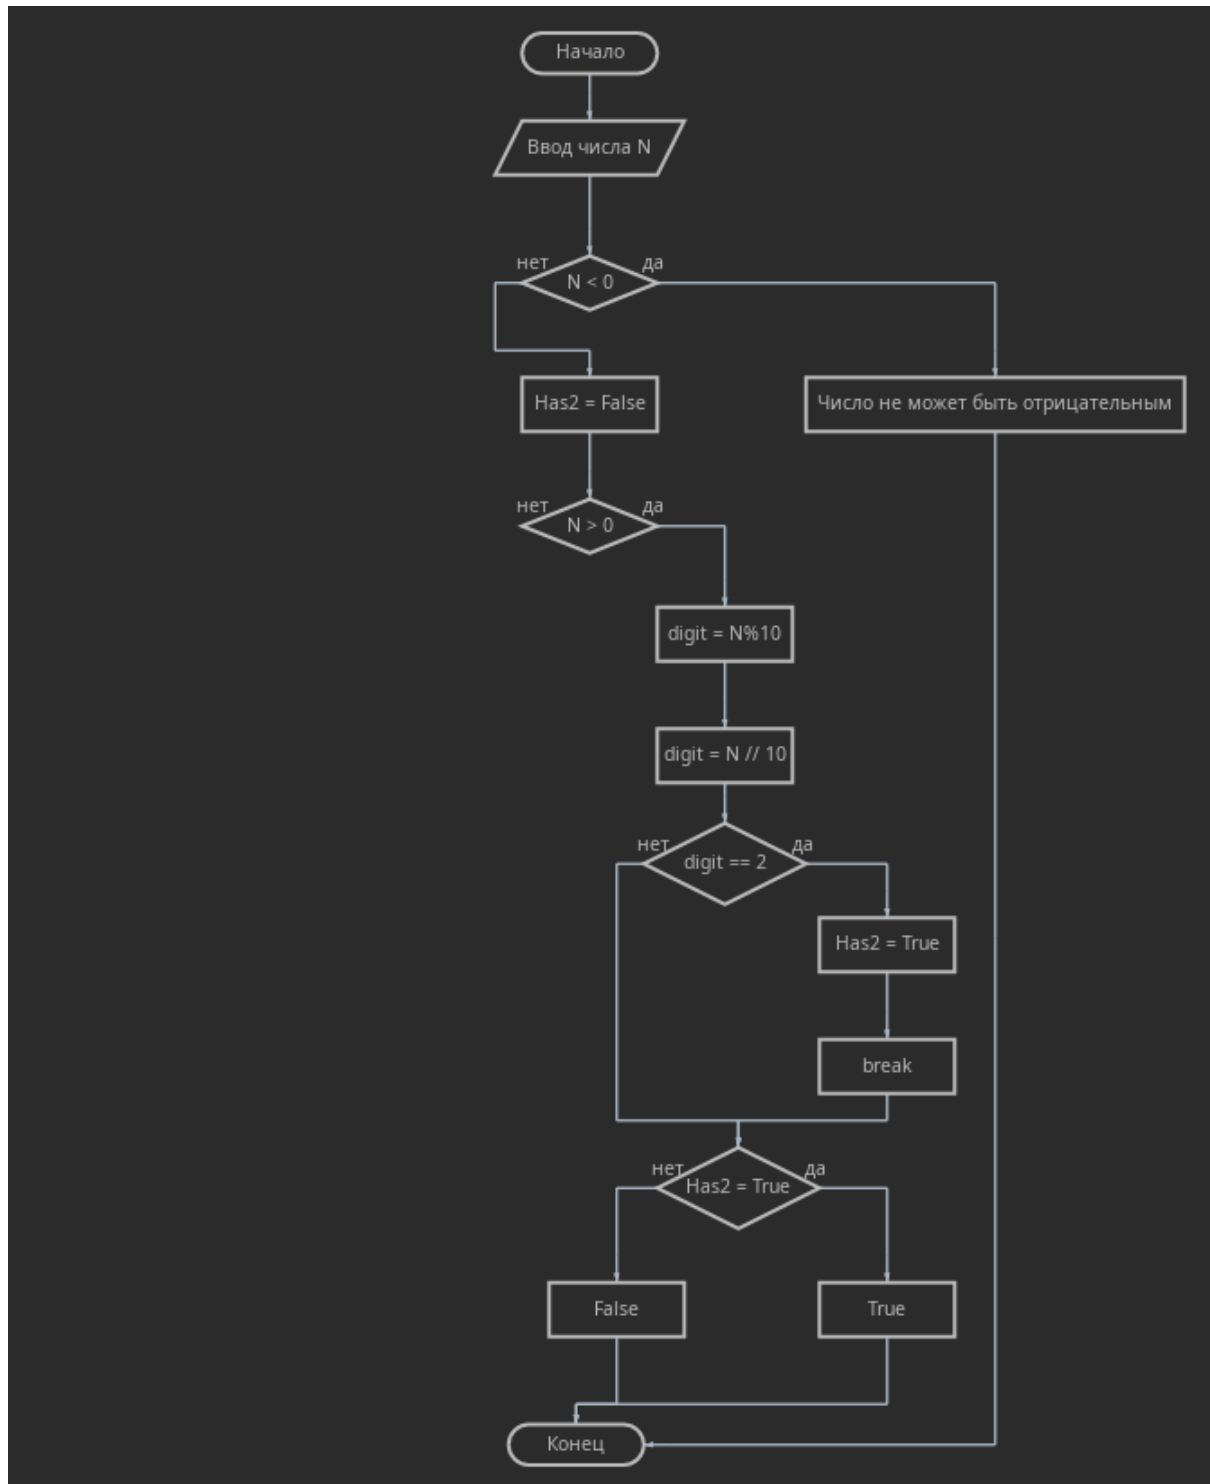 Начало
Ввод числа N
нет
да
N < 0
Has2 = False
Число не может быть отрицательным
нет
да
N > 0
digit = N%10
digit = N // 10
нет
да
digit == 2
Has2 = True
break
нет
да
Has2 = True
False
True
Конец